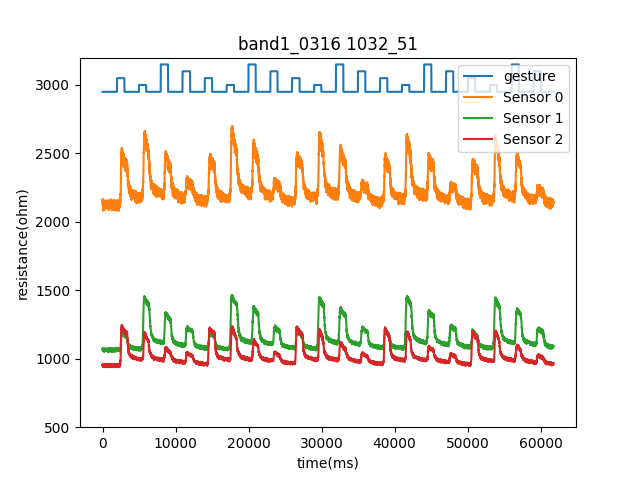 band1_0316 1032_51
gesture
Sensor 0
Sensor 1
Sensor 2
resistance(ohm)
3000
2500
2000
1500
1000
500
0
10000
20000
30000
40000
50000
60000
time(ms)